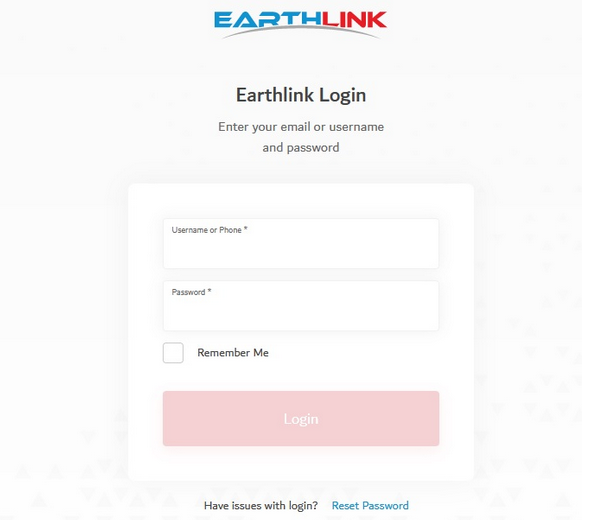 EARTHLINK
Earthlink Login
Enter your email or username
and password
Username or Phone *
Password *
Remember Me
Login
Have issues with login? Reset Password